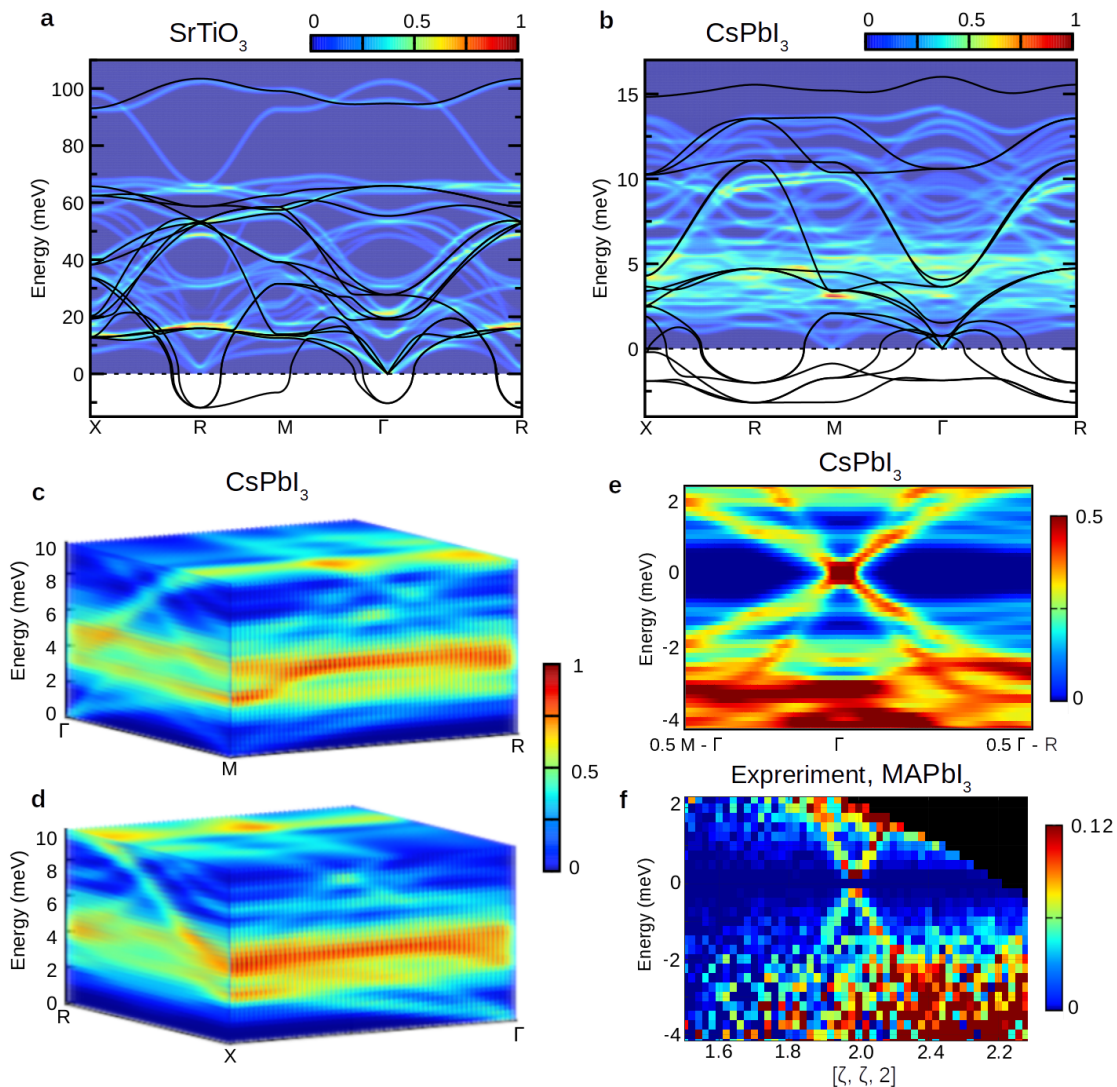 a
SrTiO3
0 0.5 1
Energy (meV)
100
80
60
40
20
0
X R M Γ R
b
CsPbI3
0 0.5 1
Energy (meV)
15
10
5
0
X R M Γ R
c
CsPbI3
Energy (meV)
10
8
6
4
2
0
Γ
M
R
d
Energy (meV)
10
8
6
4
2
0
R
X
Γ
1
0.5
0
e
CsPbI3
Energy (meV)
2
0
-2
-4
0.5 M - Γ Γ 0.5 Γ - R
0.5
0
f
Expreriment, MAPbI3
Energy (meV)
2
0
-2
-4
1.6 1.8 2.0 2.4 2.2
[ζ, ζ, 2]
0.12
0